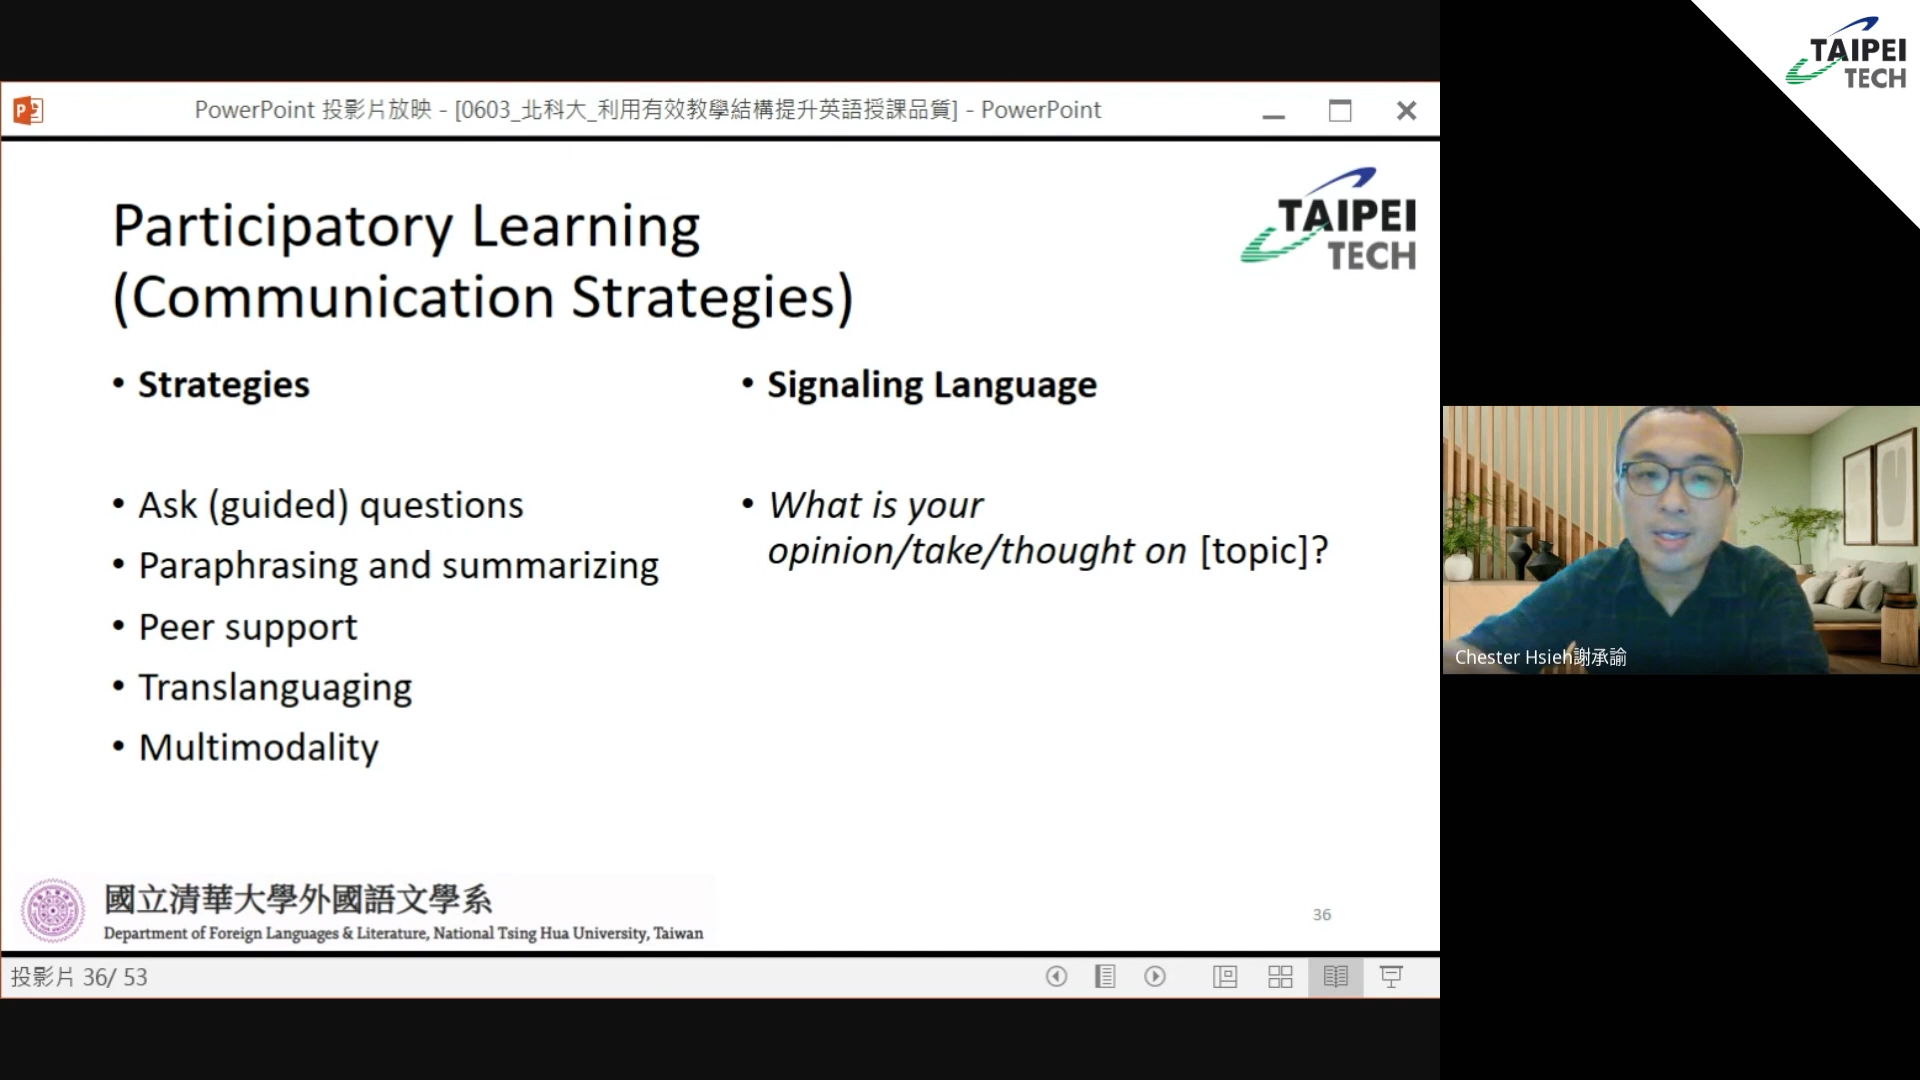 TAIPEI
TECH
PowerPoint 投影片放映 - [0603_北科大_利用有效教學結構提升英語授課品質] - PowerPoint
TAIPEI
TECH
Participatory Learning
(Communication Strategies)
• Strategies
• Ask (guided) questions
• Paraphrasing and summarizing
• Peer support
• Translanguaging
• Multimodality
• Signaling Language
• What is your
opinion/take/thought on [topic]?
Chester Hsieh謝承諭
國立清華大學外國語文學系
Department of Foreign Languages & Literature, National Tsing Hua University, Taiwan
36
投影片 36/ 53